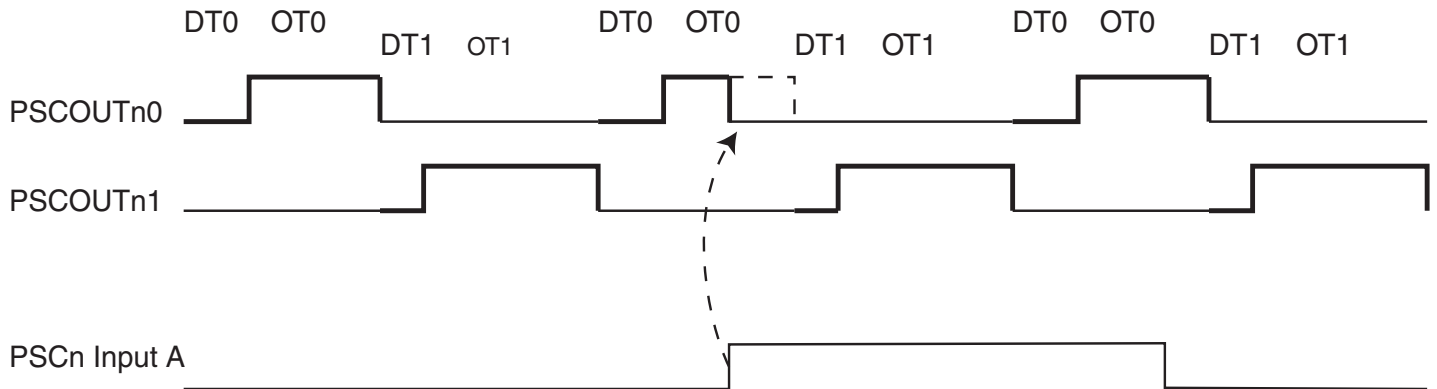 DT0 OT0 DT0 OT0 DT0 OT0
DT1 OT1 DT1 OT1 DT1 OT1
PSCOUTn0
PSCOUTn1
PSCn Input A